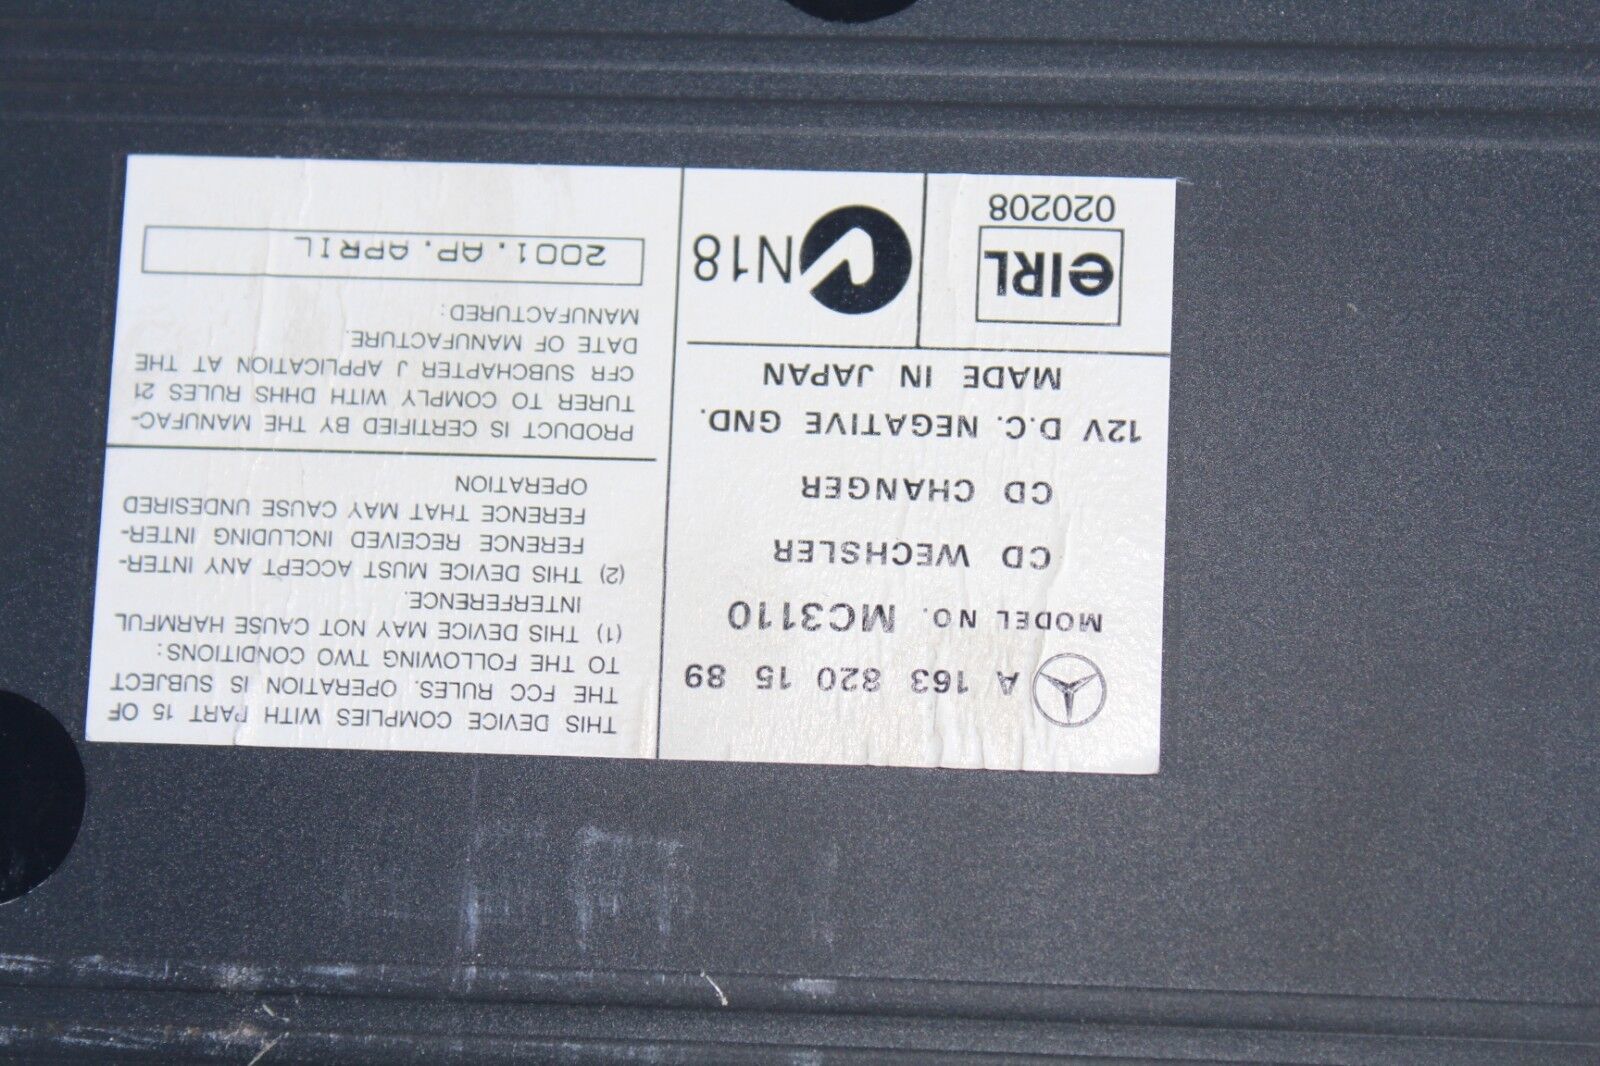 A 163 820 15 89
MODEL NO. MC3110
CD WECHSLER
CD CHANGER
12V D.C. NEGATIVE GND.
MADE IN JAPAN
eIRL
020208
N18
THIS DEVICE COMPLIES WITH PART 15 OF
THE FCC RULES. OPERATION IS SUBJECT
TO THE FOLLOWING TWO CONDITIONS:
(1) THIS DEVICE MAY NOT CAUSE HARMFUL
INTERFERENCE.
(2) THIS DEVICE MUST ACCEPT ANY INTER-
FERENCE RECEIVED INCLUDING INTER-
FERENCE THAT MAY CAUSE UNDESIRED
OPERATION
PRODUCT IS CERTIFIED BY THE MANUFAC-
TURER TO COMPLY WITH DHHS RULES 21
CFR SUBCHAPTER J APPLICATION AT THE
DATE OF MANUFACTURE.
MANUFACTURED:
2001. AP. APRIL